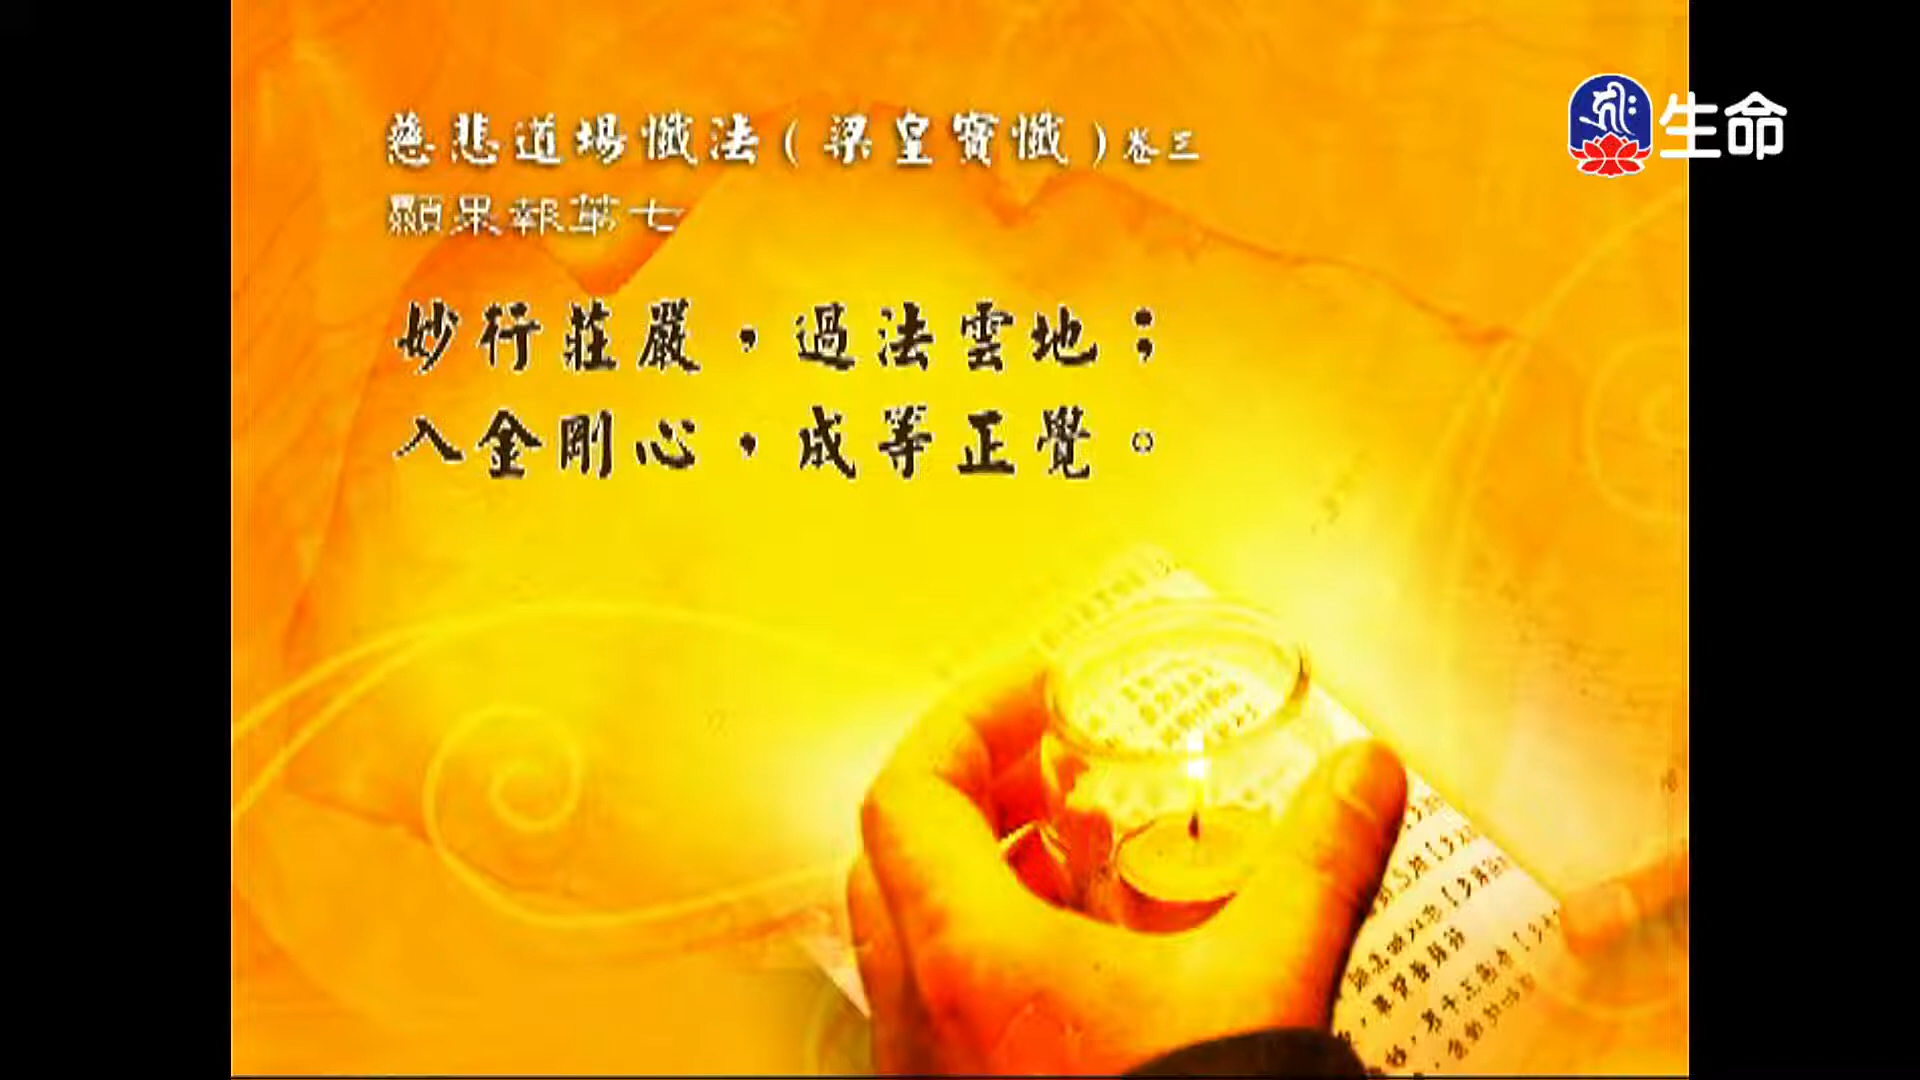 慈悲道場懺法(梁皇寶懺)卷三
顯果報第七
妙行莊嚴，過法雲地；
入金剛心，成等正覺。
生命